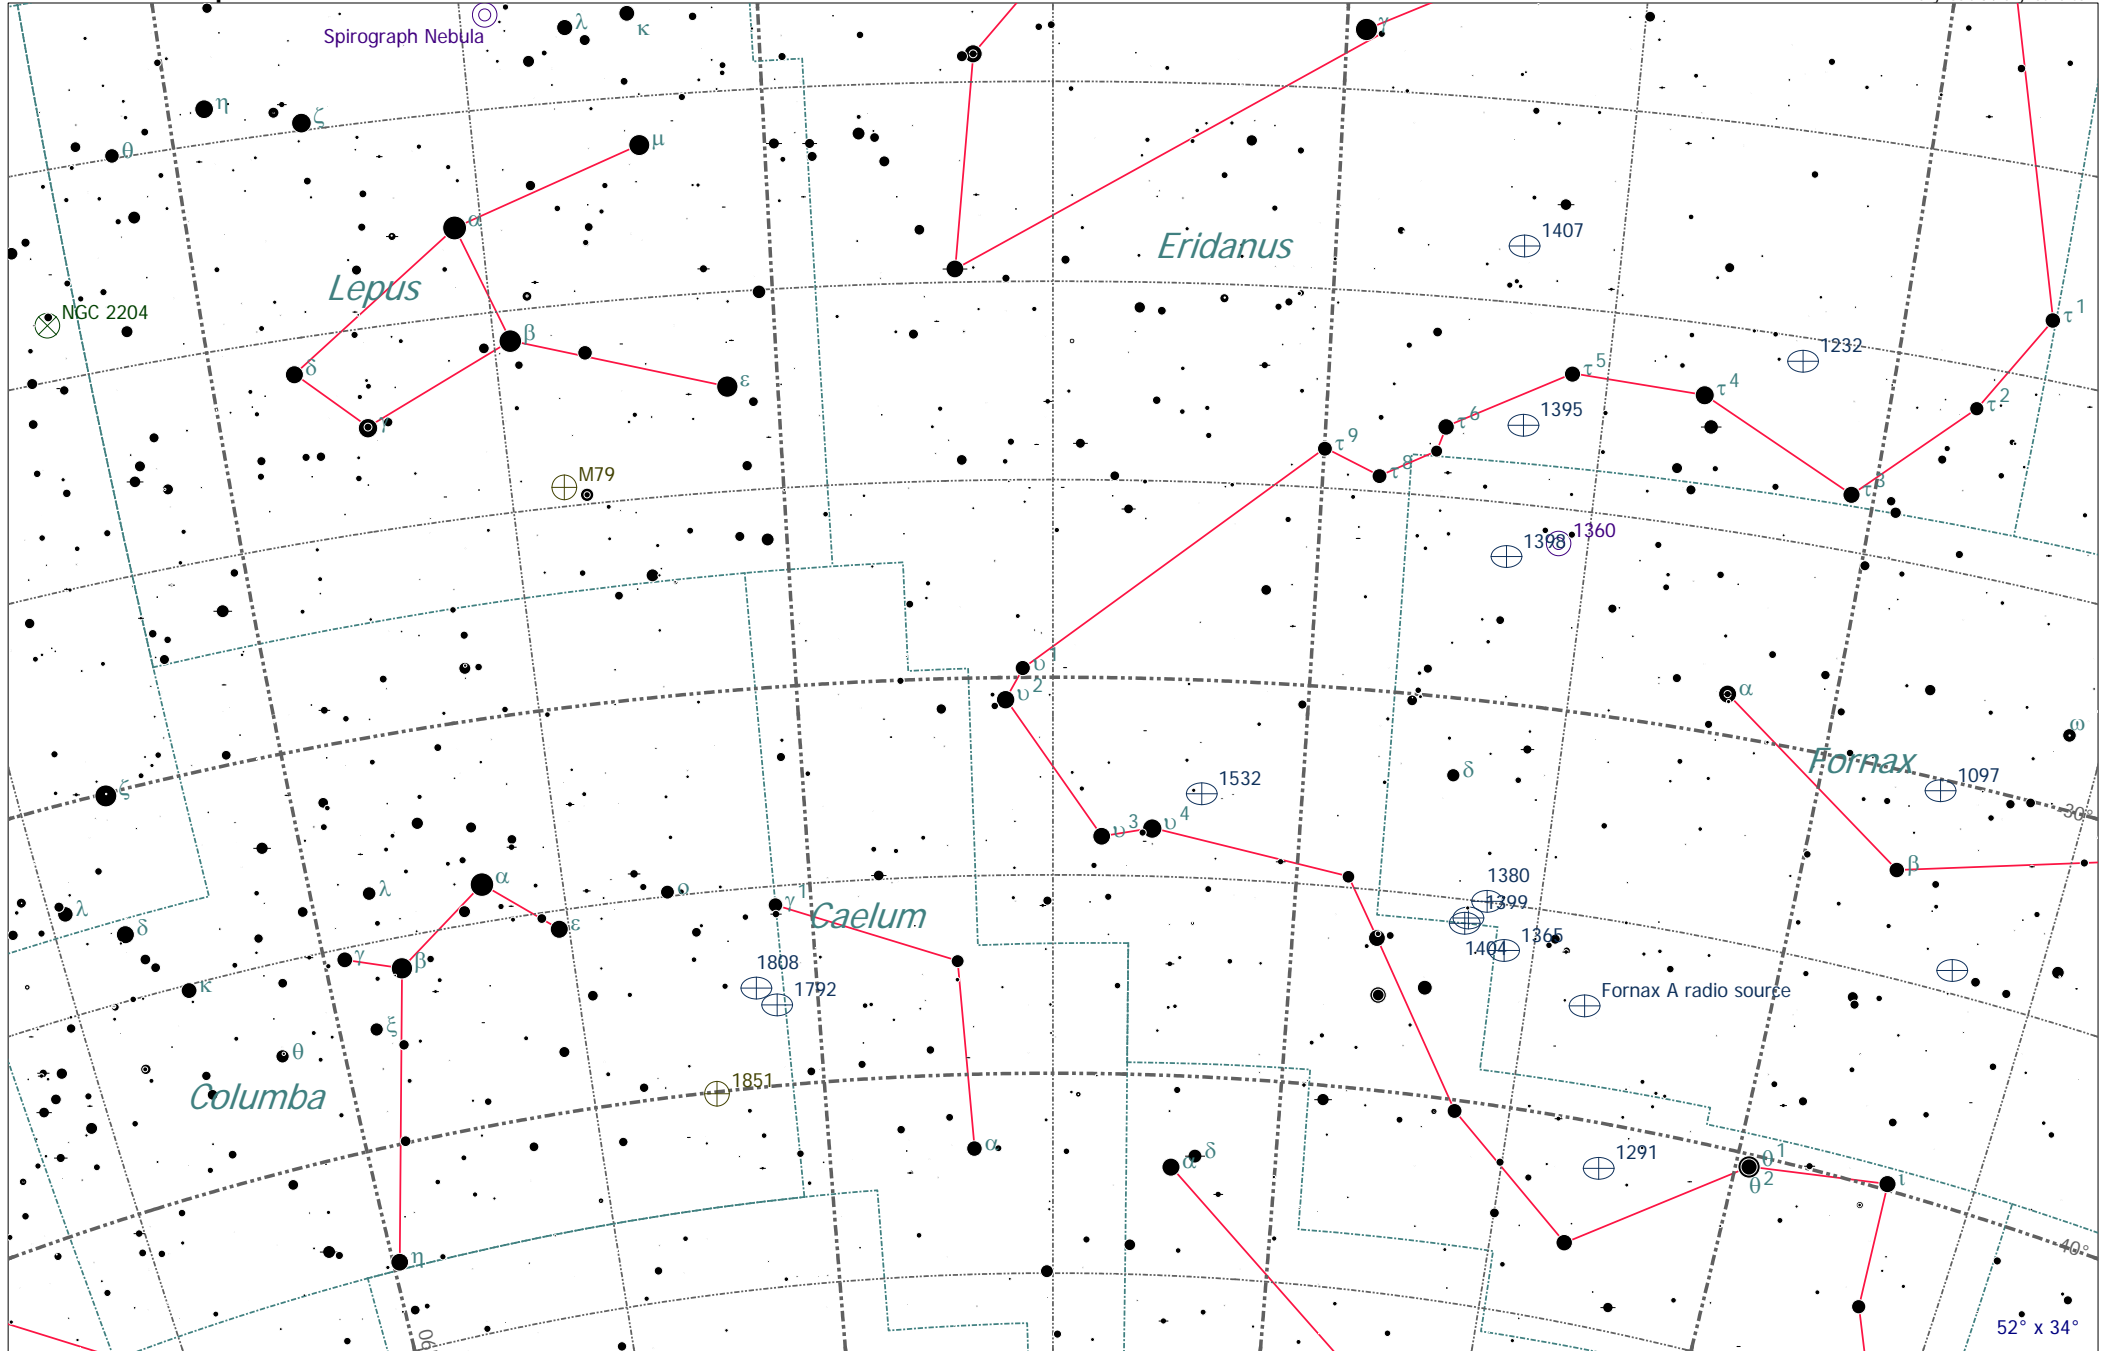 Spirograph Nebula
λ
κ
γ
η
ζ
θ
μ
α
Lepus
Eridanus
1407
NGC 2204
τ1
β
1232
δ
ε
τ5
τ4
τ2
1395
γ
τ6
τ9
τ8
τ3
M79
1398
1360
υ1
υ2
α
ω
δ
Fornax
1532
1097
ζ
30°
υ3
υ4
β
α
λ
ο
1380
1399
γ1
Caelum
λ
δ
ε
1365
1404
γ
β
1808
1792
κ
Fornax A radio source
ξ
θ
1851
Columba
α
α
δ
1291
θ1
θ2
ι
η
40°
52° x 34°